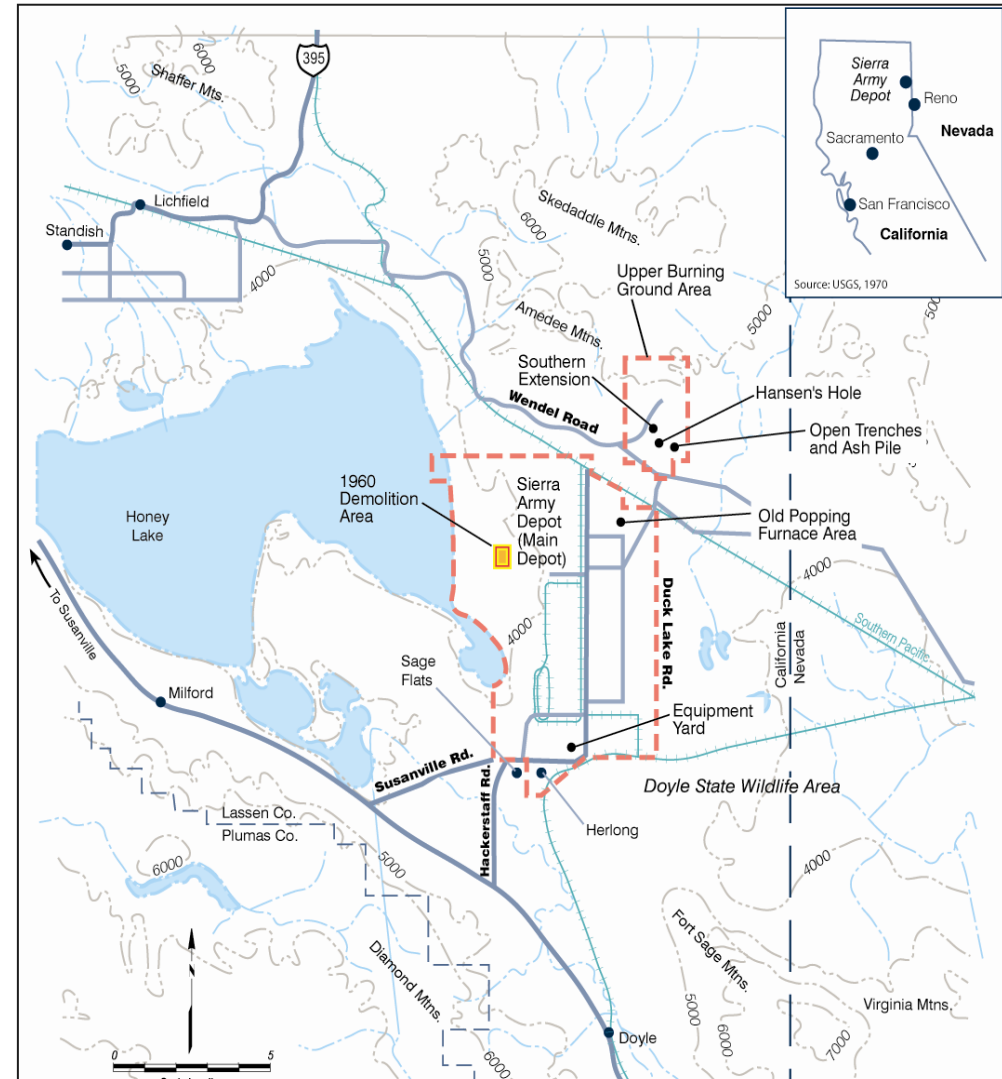 395
6000
5000
Shaffer Mts.
Sierra
Army
Depot
Reno
Nevada
Sacramento
San Francisco
California
Source: USGS, 1970
Lichfield
Standish
Skedaddle Mtns.
6000
5000
4000
Upper Burning
Ground Area
5000
Amedee Mtns.
Southern
Extension
Hansen's Hole
Wendel Road
Open Trenches
and Ash Pile
1960
Demolition
Area
Sierra
Army
Depot
(Main
Depot)
Honey
Lake
Old Popping
Furnace Area
4000
To Susanville
Duck Lake Rd.
4000
Southern Pacific
California
Nevada
Sage
Flats
Milford
Equipment
Yard
Susanville Rd.
Hackerstaff Rd.
Doyle State Wildlife Area
Herlong
Lassen Co.
Plumas Co.
6000
5000
4000
Fort Sage Mtns.
Diamond Mtns.
Virginia Mtns.
5000
6000
7000
Doyle
6000
N
0
5